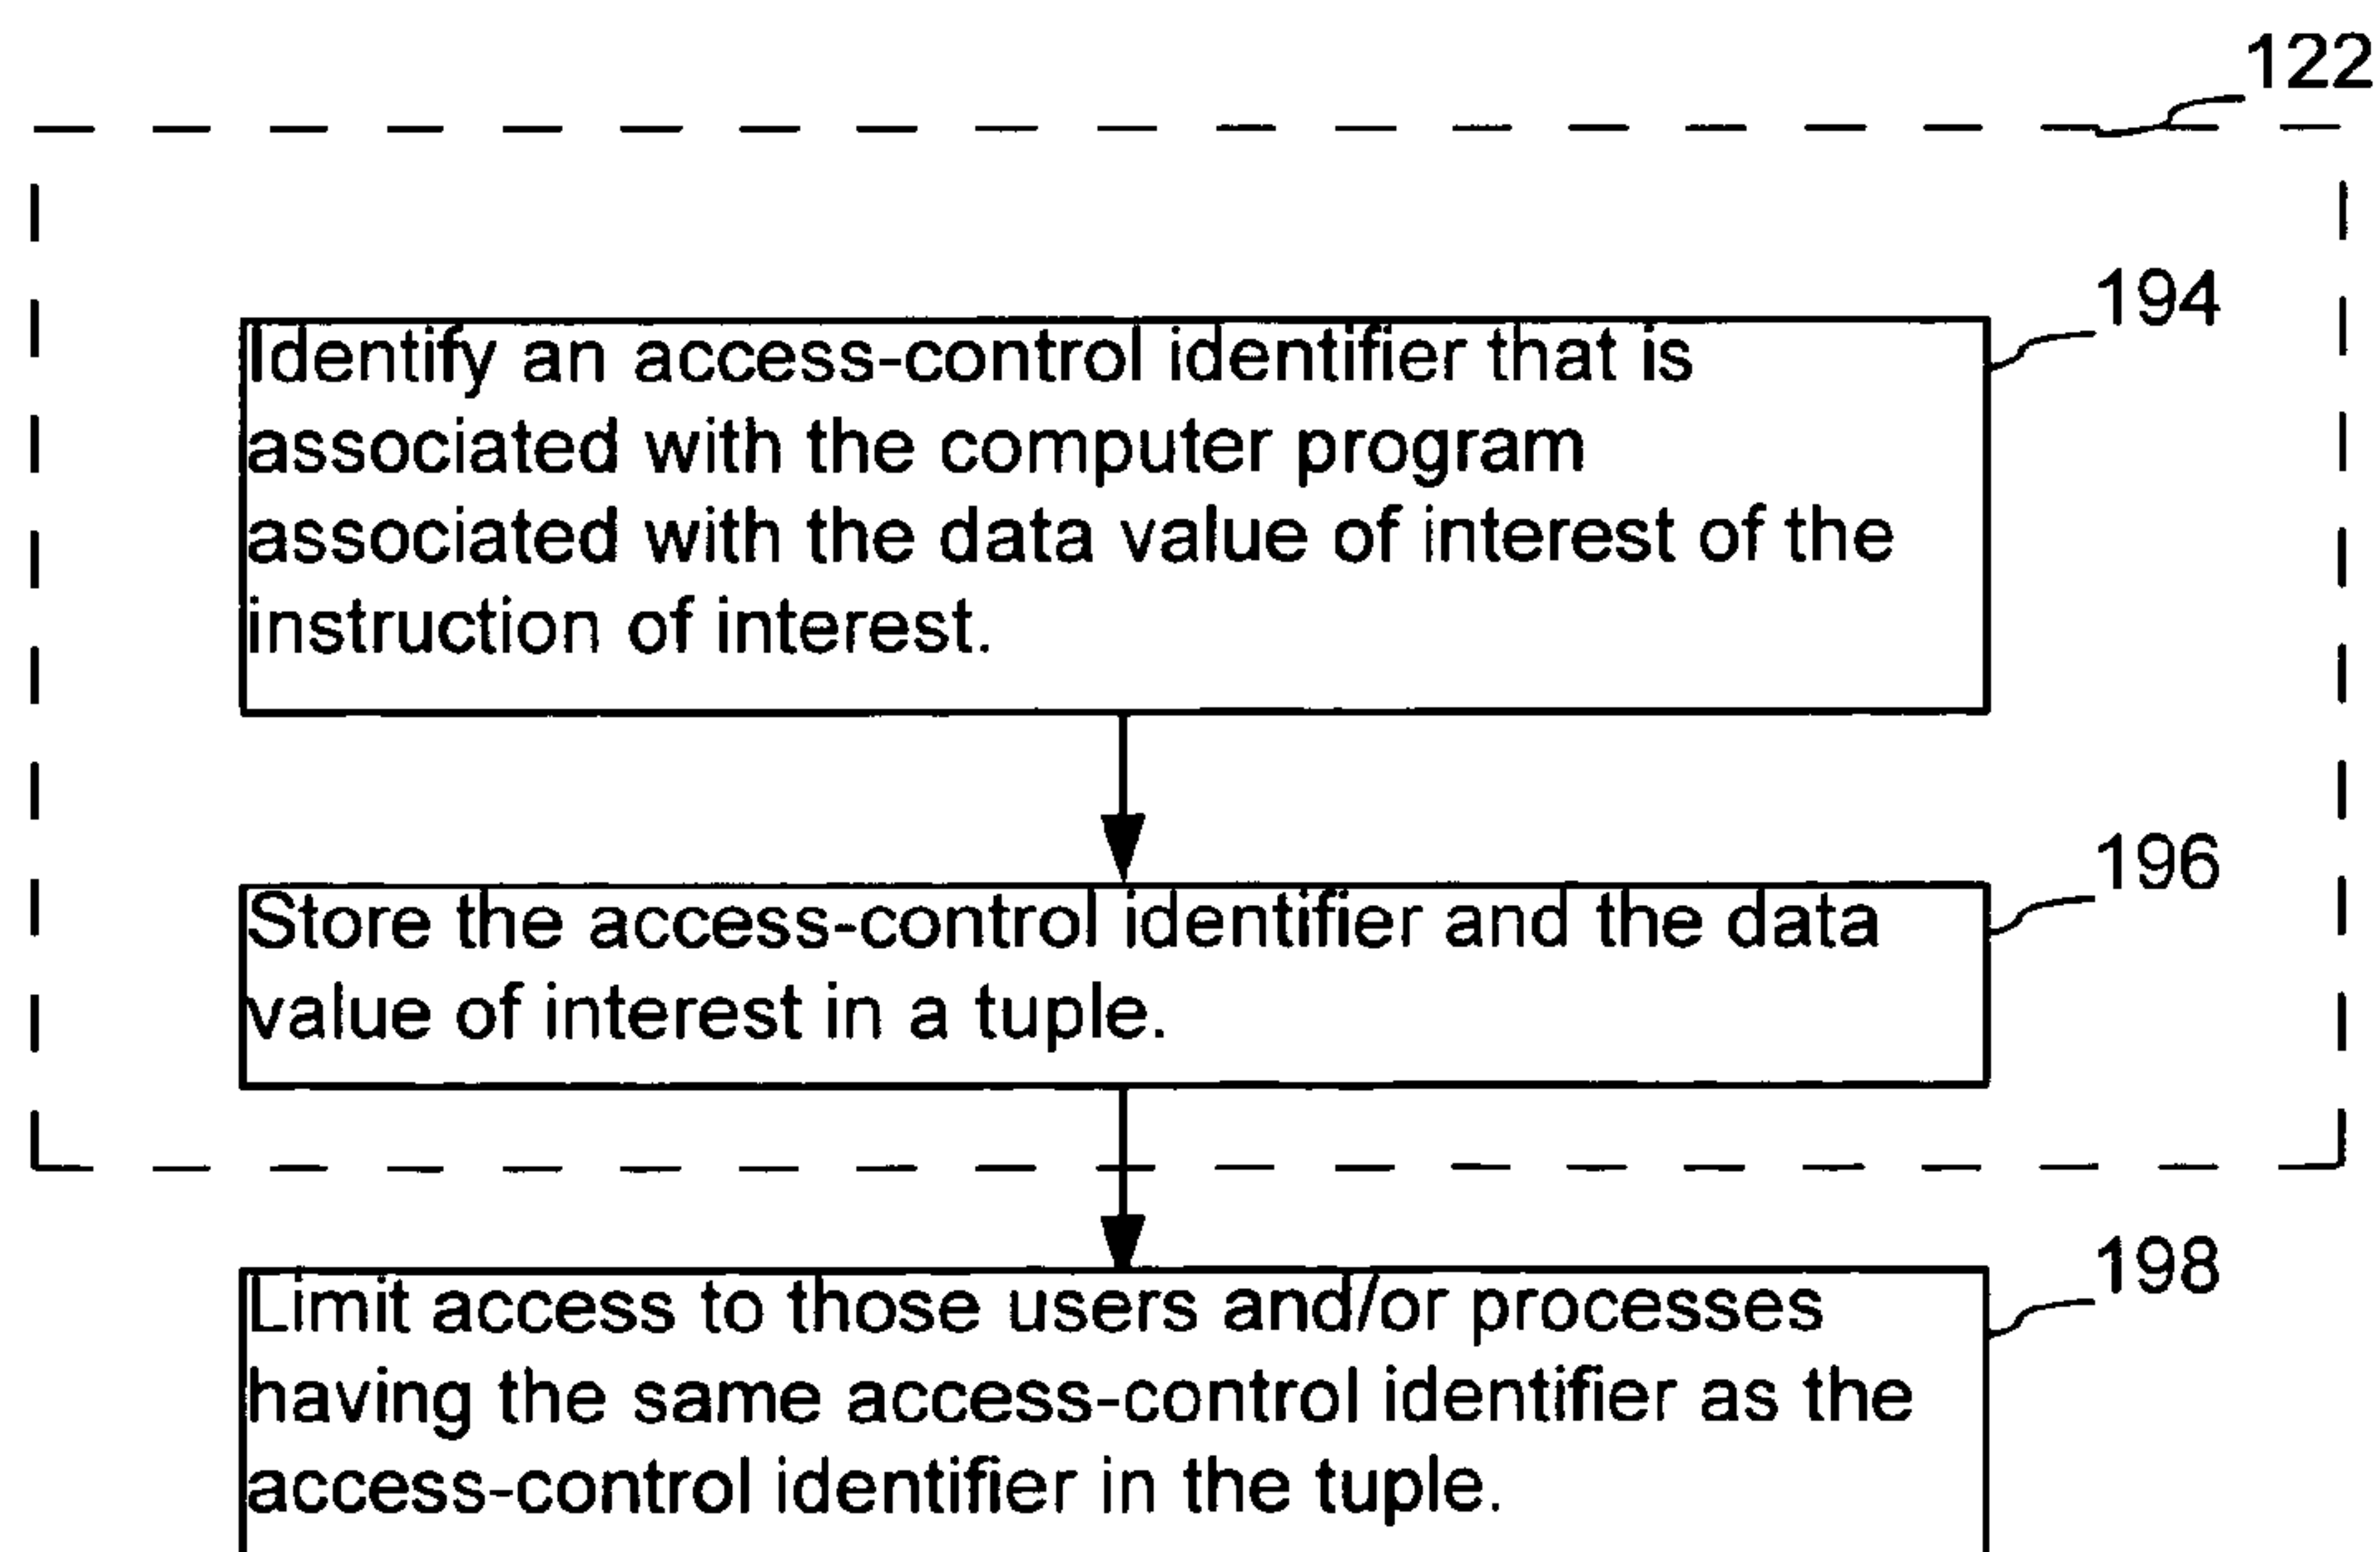 122
194
Identify an access-control identifier that is
associated with the computer program
associated with the data value of interest of the
instruction of interest.
196
Store the access-control identifier and the data
value of interest in a tuple.
198
Limit access to those users and/or processes
having the same access-control identifier as the
access-control identifier in the tuple.